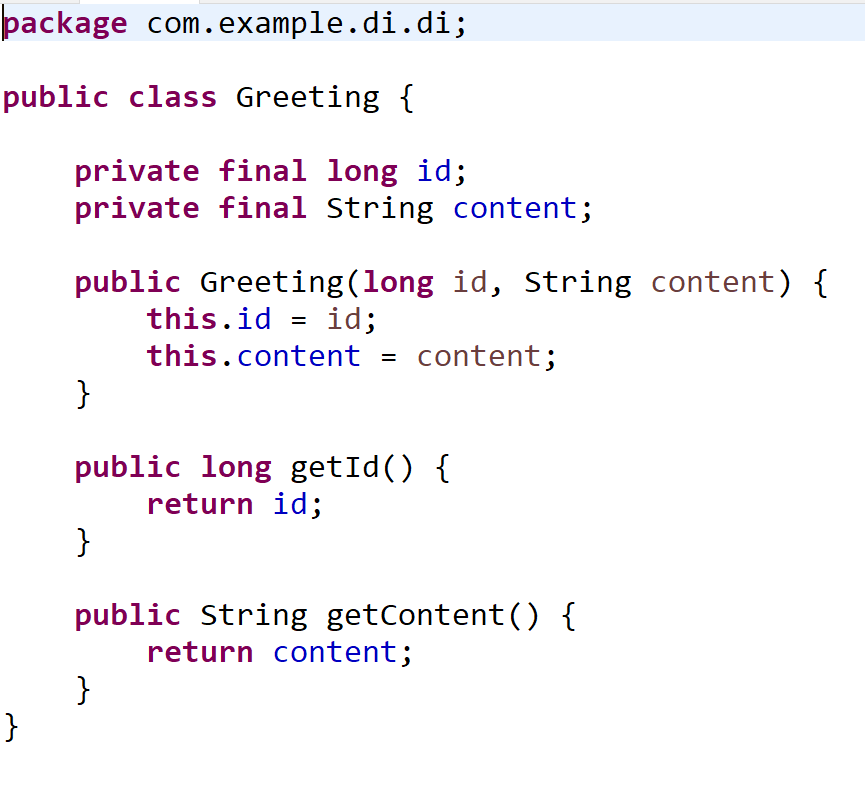 package com.example.di.di;
public class Greeting {
private final long id;
private final String content;
public Greeting(long id, String content) {
this.id = id;
this.content = content;
}
public long getId() {
return id;
}
public String getContent() {
return content;
}
}